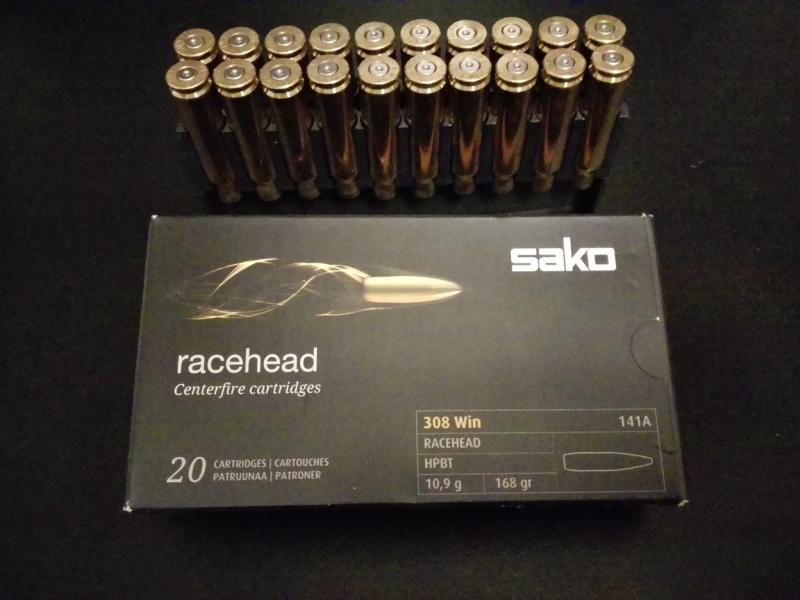 sako
racehead
Centerfire cartridges
308 Win 141A
RACEHEAD
HPBT
10,9 g 168 gr
20 CARTRIDGES | CARTOUCHES
PATRUUNAA | PATRONER